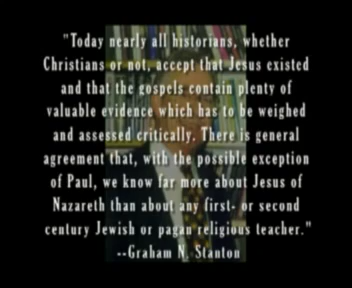 "Today nearly all historians, whether
Christians or not, accept that Jesus existed
and that the gospels contain plenty of
valuable evidence which has to be weighed
and assessed critically. There is general
agreement that, with the possible exception
of Paul, we know far more about Jesus of
Nazareth than about any first- or second
century Jewish or pagan religious teacher."
--Graham N. Stanton